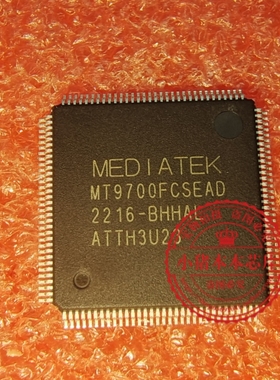 MEDIATEK
MT9700FCSEAD
2216-BHHAL
ATTH3U23